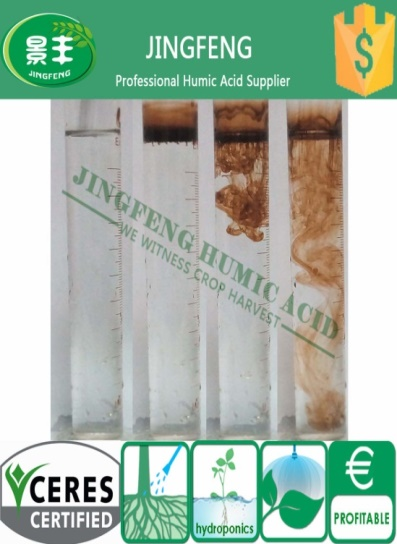 景丰
JINGFENG
JINGFENG
Professional Humic Acid Supplier
$
JINGFENG HUMIC ACID
WE WITNESS CROP HARVEST
CERES
CERTIFIED
hydroponics
€
PROFITABLE